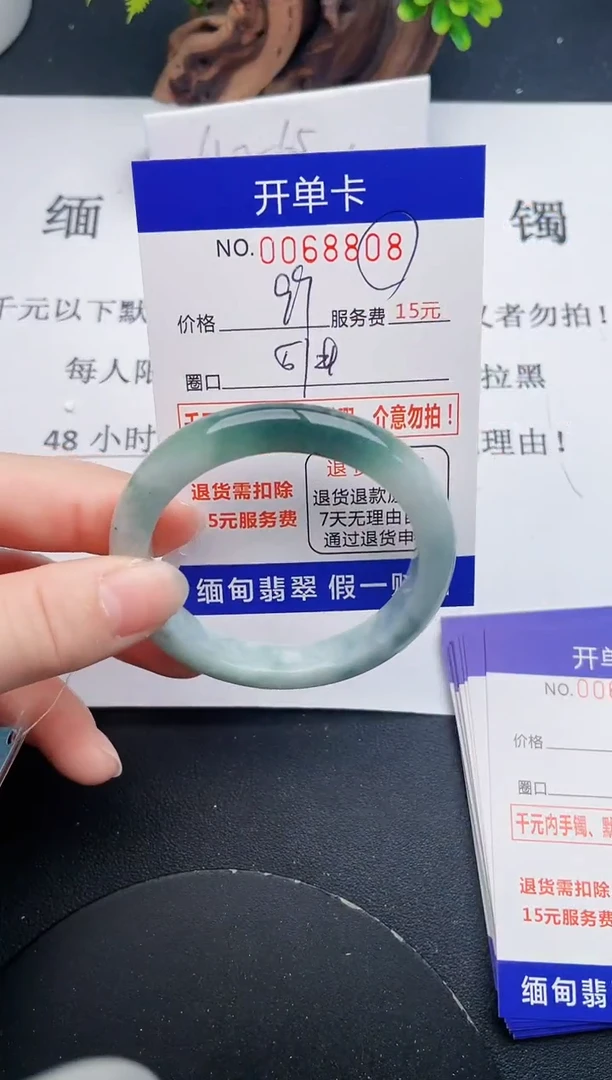 缅
镯
开单卡
NO.0068808
价格 99 服务费 15元
千元以下默
者勿拍！
每人限
拉黑
圈口
介意勿拍！
48小时
理由！
退货需扣除
5元服务费
退货退款
7天无理由
通过退货申
缅甸翡翠 假一
开单
NO.006
价格
圈口
千元内手镯、默
退货需扣除
15元服务费
缅甸翡